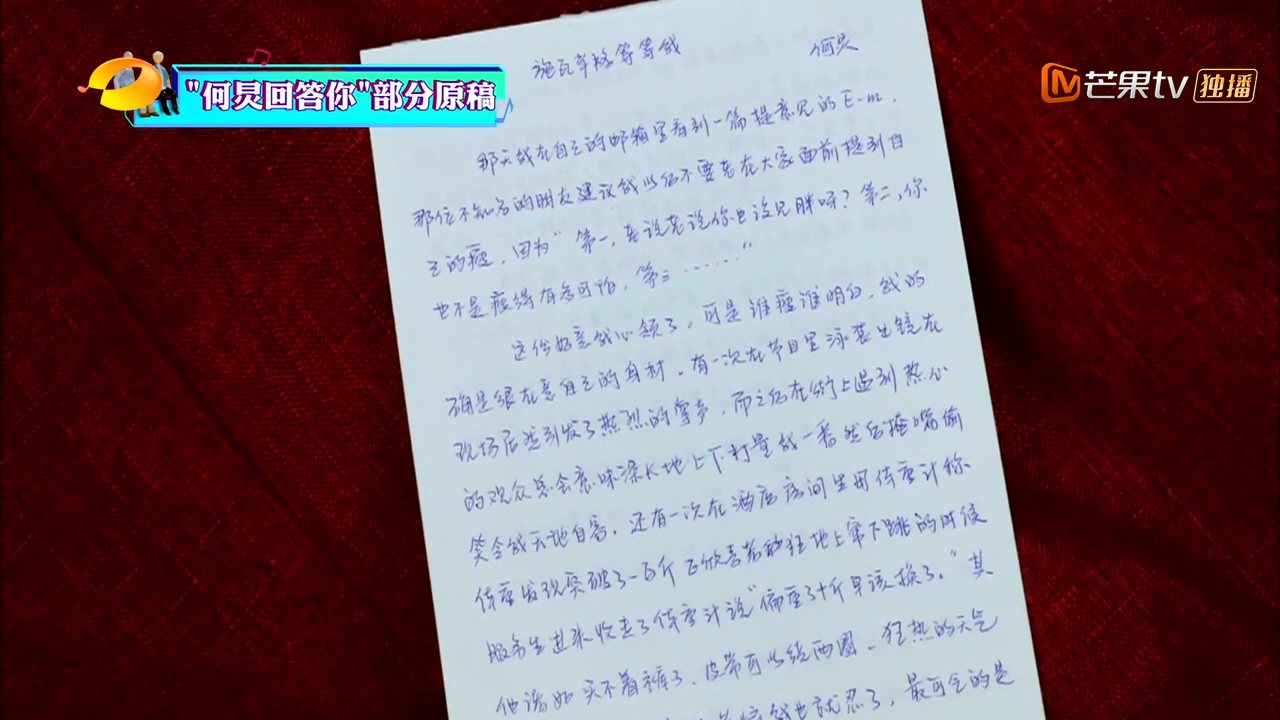 "何炅回答你"部分原稿
芒果tv 独播
施瓦辛格等等我 何炅
那天我在自己的邮箱里看到一篇提意见的E-m,
那位不知名的朋友建议我以后不要老在大家面前提到自
己的瘦，因为"第一，老说老说你也没见胖呀？第二，你
也不是瘦得有多可怕，第三……"
这份好意我心领了，可是谁瘦谁明白，我的
确是很在意自己的身材，有一次在节目里泳装出镜在
现场居然引发了热烈的掌声，而之后在街上遇到热心
的观众总会意味深长地上下打量我一番然后掩嘴偷
笑令我无地自容，还有一次在酒店房间里用体重计称
体重发现突破了一百斤正欣喜若狂地上窜下跳的时候
服务生进来收走了体重计说"偏重了十斤早该换了。"其
他诸如买不着裤子、皮带可以绕两圈、狂热的天气
我也就忍了，最可气的是